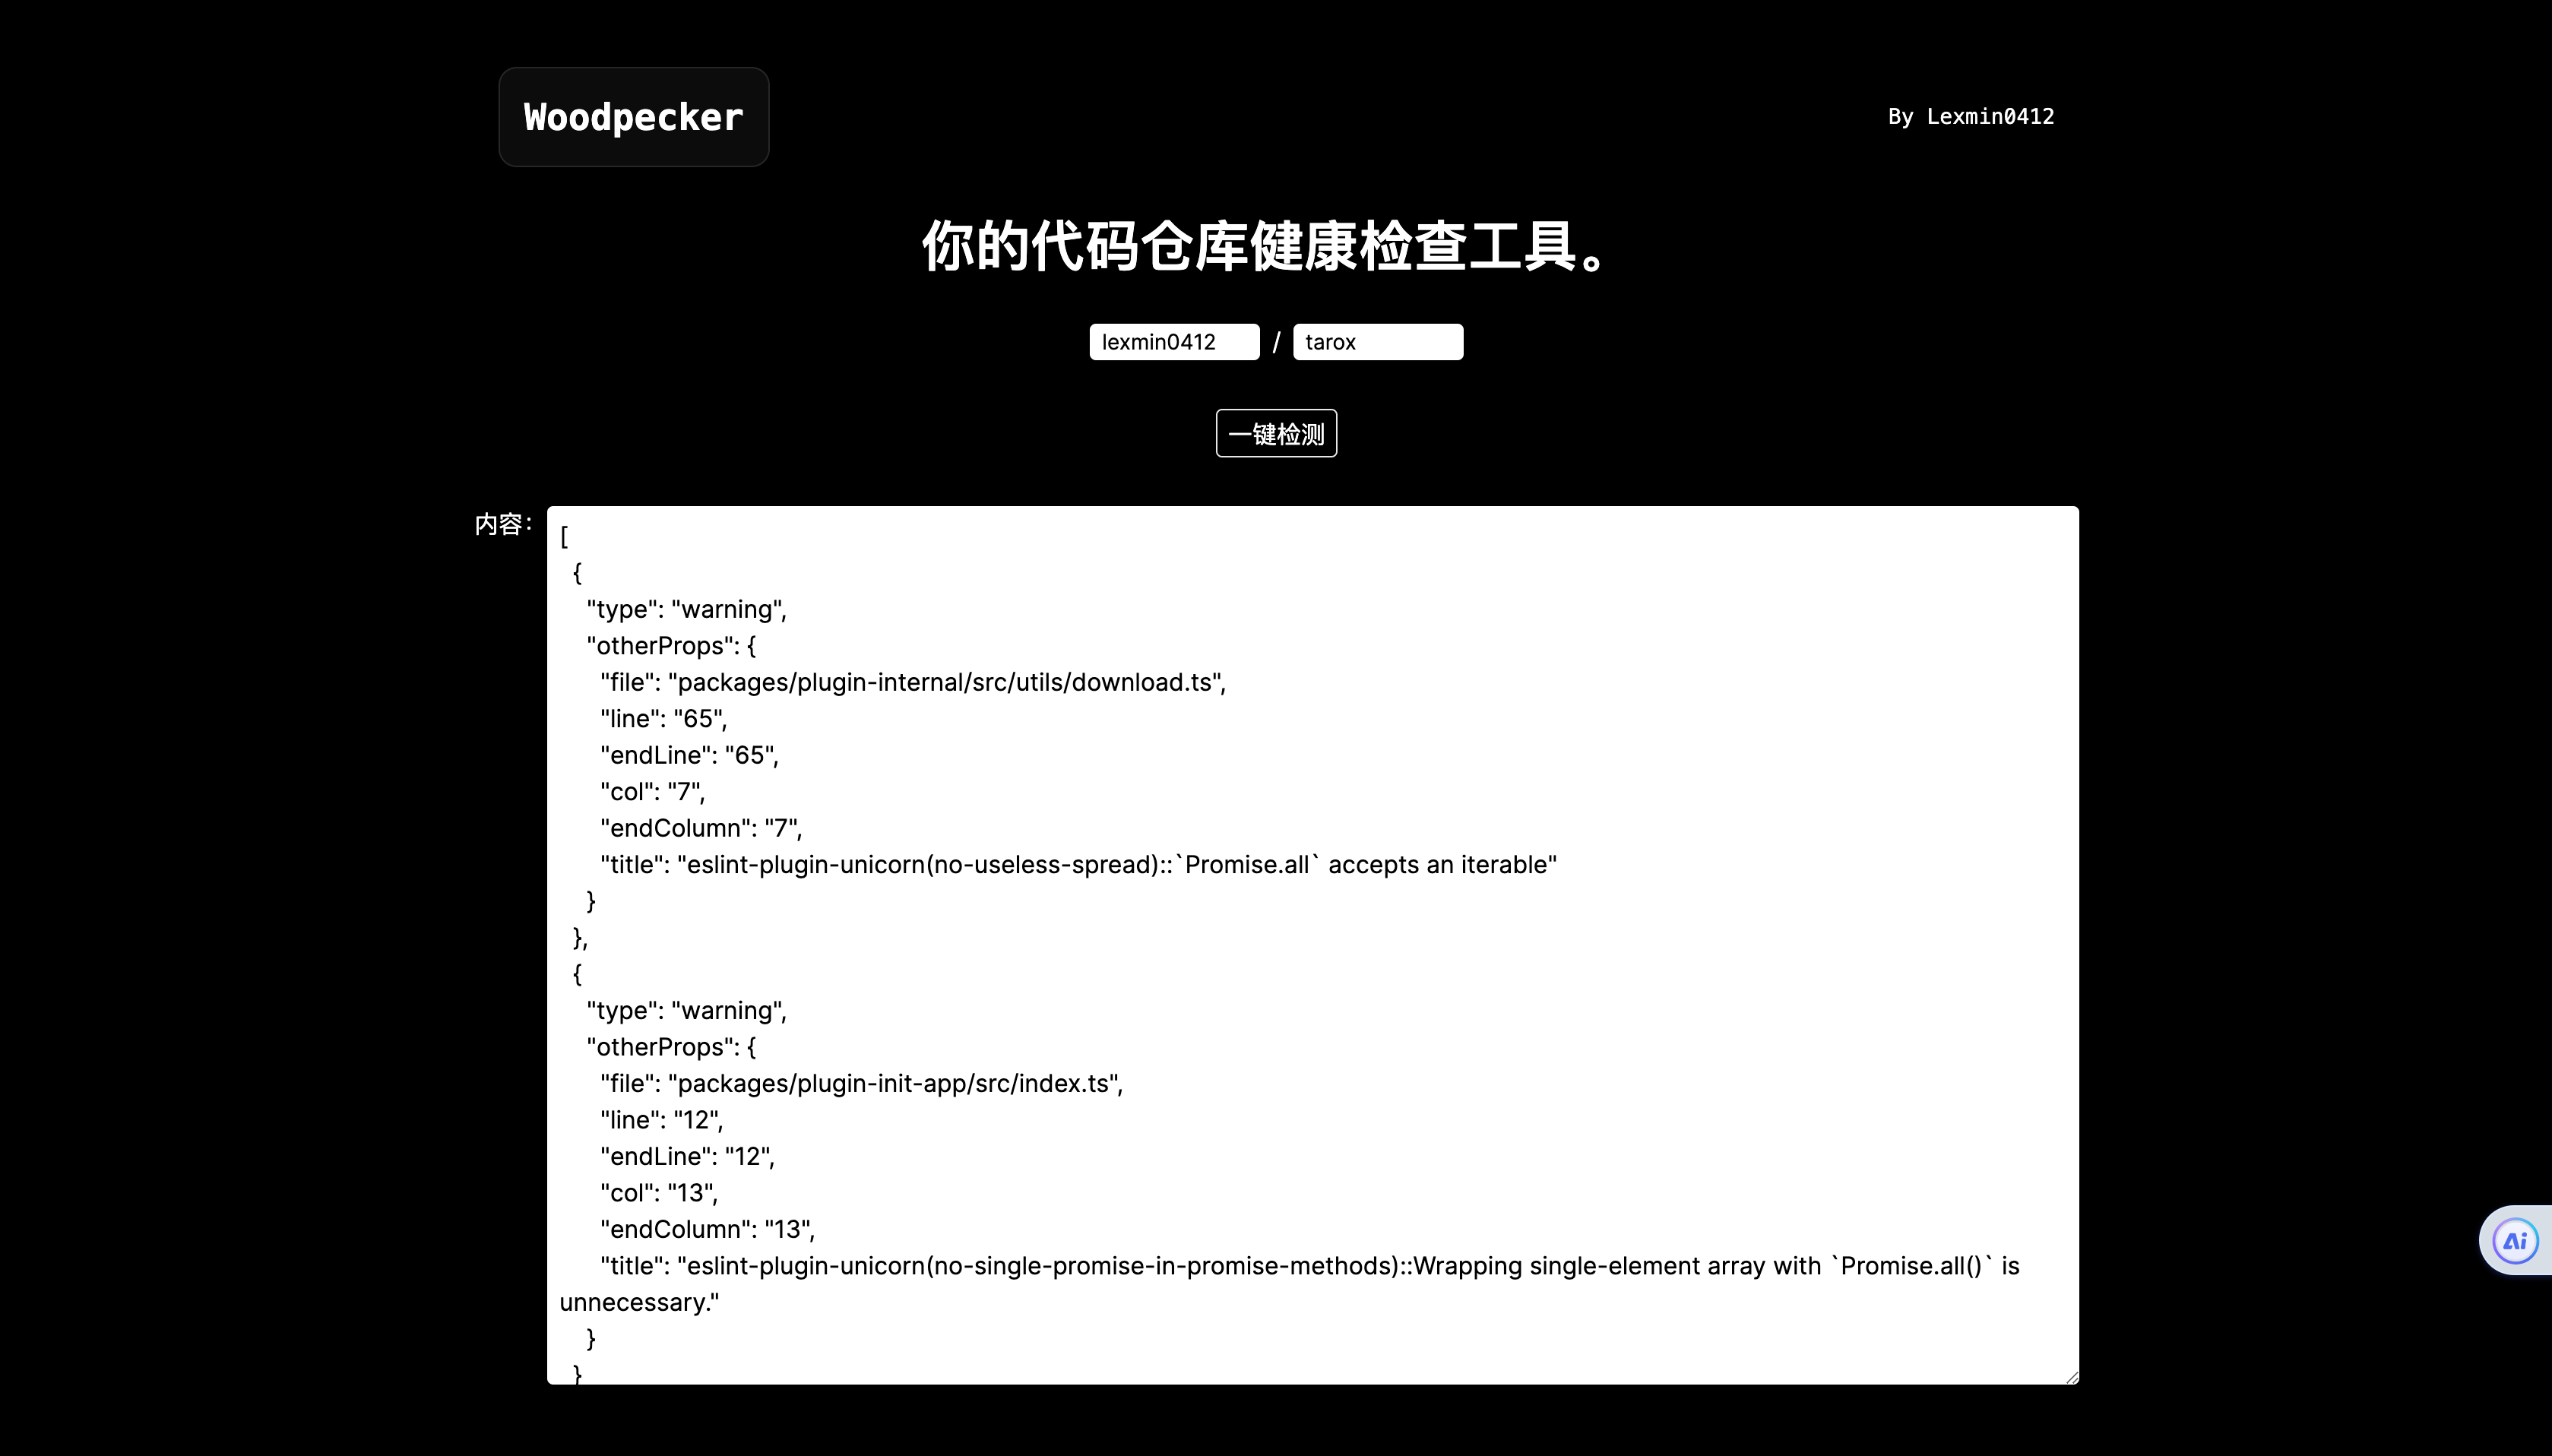 Woodpecker
By Lexmin0412
你的代码仓库健康检查工具。
lexmin0412 / tarox
一键检测
内容：
[
  {
    "type": "warning",
    "otherProps": {
      "file": "packages/plugin-internal/src/utils/download.ts",
      "line": "65",
      "endLine": "65",
      "col": "7",
      "endColumn": "7",
      "title": "eslint-plugin-unicorn(no-useless-spread)::`Promise.all` accepts an iterable"
    }
  },
  {
    "type": "warning",
    "otherProps": {
      "file": "packages/plugin-init-app/src/index.ts",
      "line": "12",
      "endLine": "12",
      "col": "13",
      "endColumn": "13",
      "title": "eslint-plugin-unicorn(no-single-promise-in-promise-methods)::Wrapping single-element array with `Promise.all()` is
unnecessary."
    }
  }
Ai